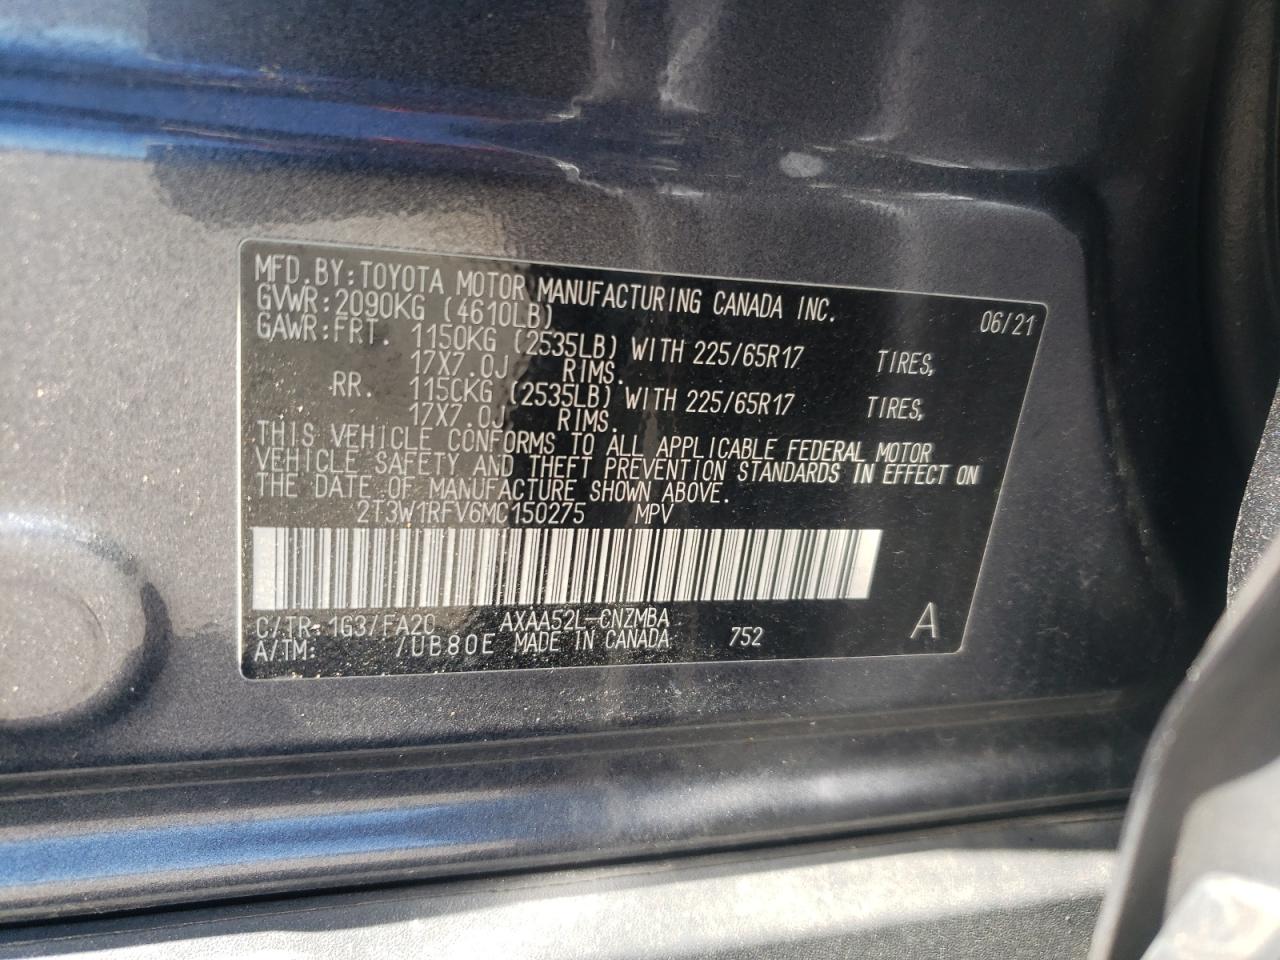 MFD.BY:TOYOTA MOTOR MANUFACTURING CANADA INC. 06/21
GVWR:2090KG (4610LB)
GAWR:FRT. 1150KG (2535LB) WITH 225/65R17 TIRES,
17X7.0J RIMS.
RR. 1150KG (2535LB) WITH 225/65R17 TIRES,
17X7.0J RIMS.
THIS VEHICLE CONFORMS TO ALL APPLICABLE FEDERAL MOTOR
VEHICLE SAFETY AND THEFT PREVENTION STANDARDS IN EFFECT ON
THE DATE OF MANUFACTURE SHOWN ABOVE.
2T3W1RFV6MC150275 MPV
C/TR:1G3/FA20 AXAA52L-CNZMBA
A/TM: /UB80E MADE IN CANADA 752 A